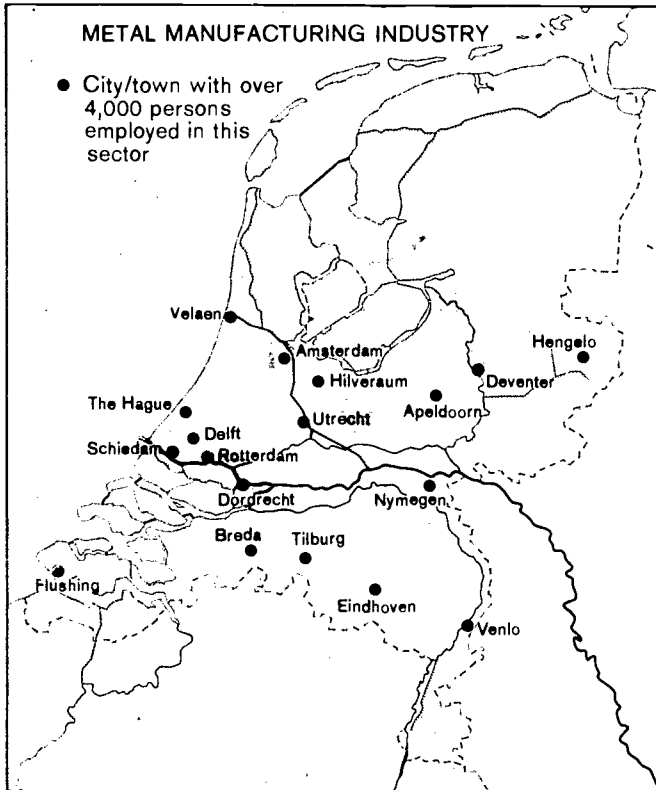 METAL MANUFACTURING INDUSTRY
City/town with over
4,000 persons
employed in this
sector
Velaen
Amsterdam
Hengelo
Hilveraum
Deventer
Apeldoorn
The Hague
Utrecht
Delft
Schiedam
Rotterdam
Dordrecht
Nymegen
Breda
Tilburg
Flushing
Eindhoven
Venlo